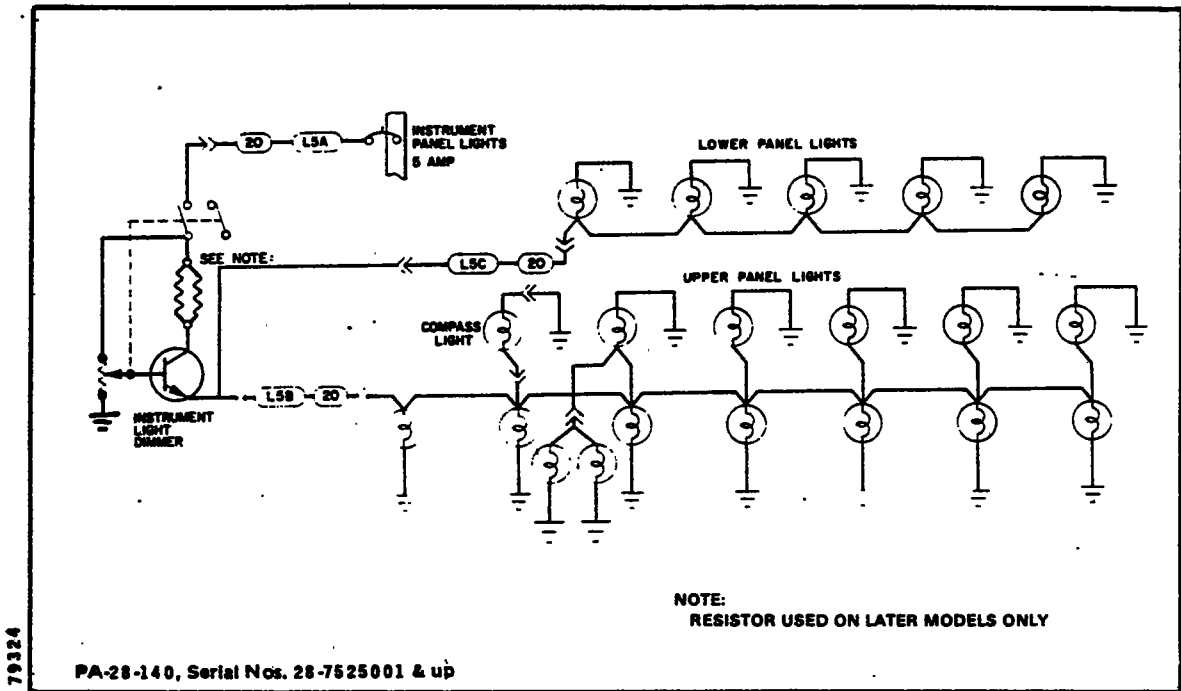 20
L5A
INSTRUMENT
PANEL LIGHTS
5 AMP
LOWER PANEL LIGHTS
SEE NOTE:
L5C
20
UPPER PANEL LIGHTS
COMPASS
LIGHT
L5B
20
INSTRUMENT
LIGHT
DIMMER
NOTE:
RESISTOR USED ON LATER MODELS ONLY
79324
PA-28-140, Serial Nos. 28-7525001 & up